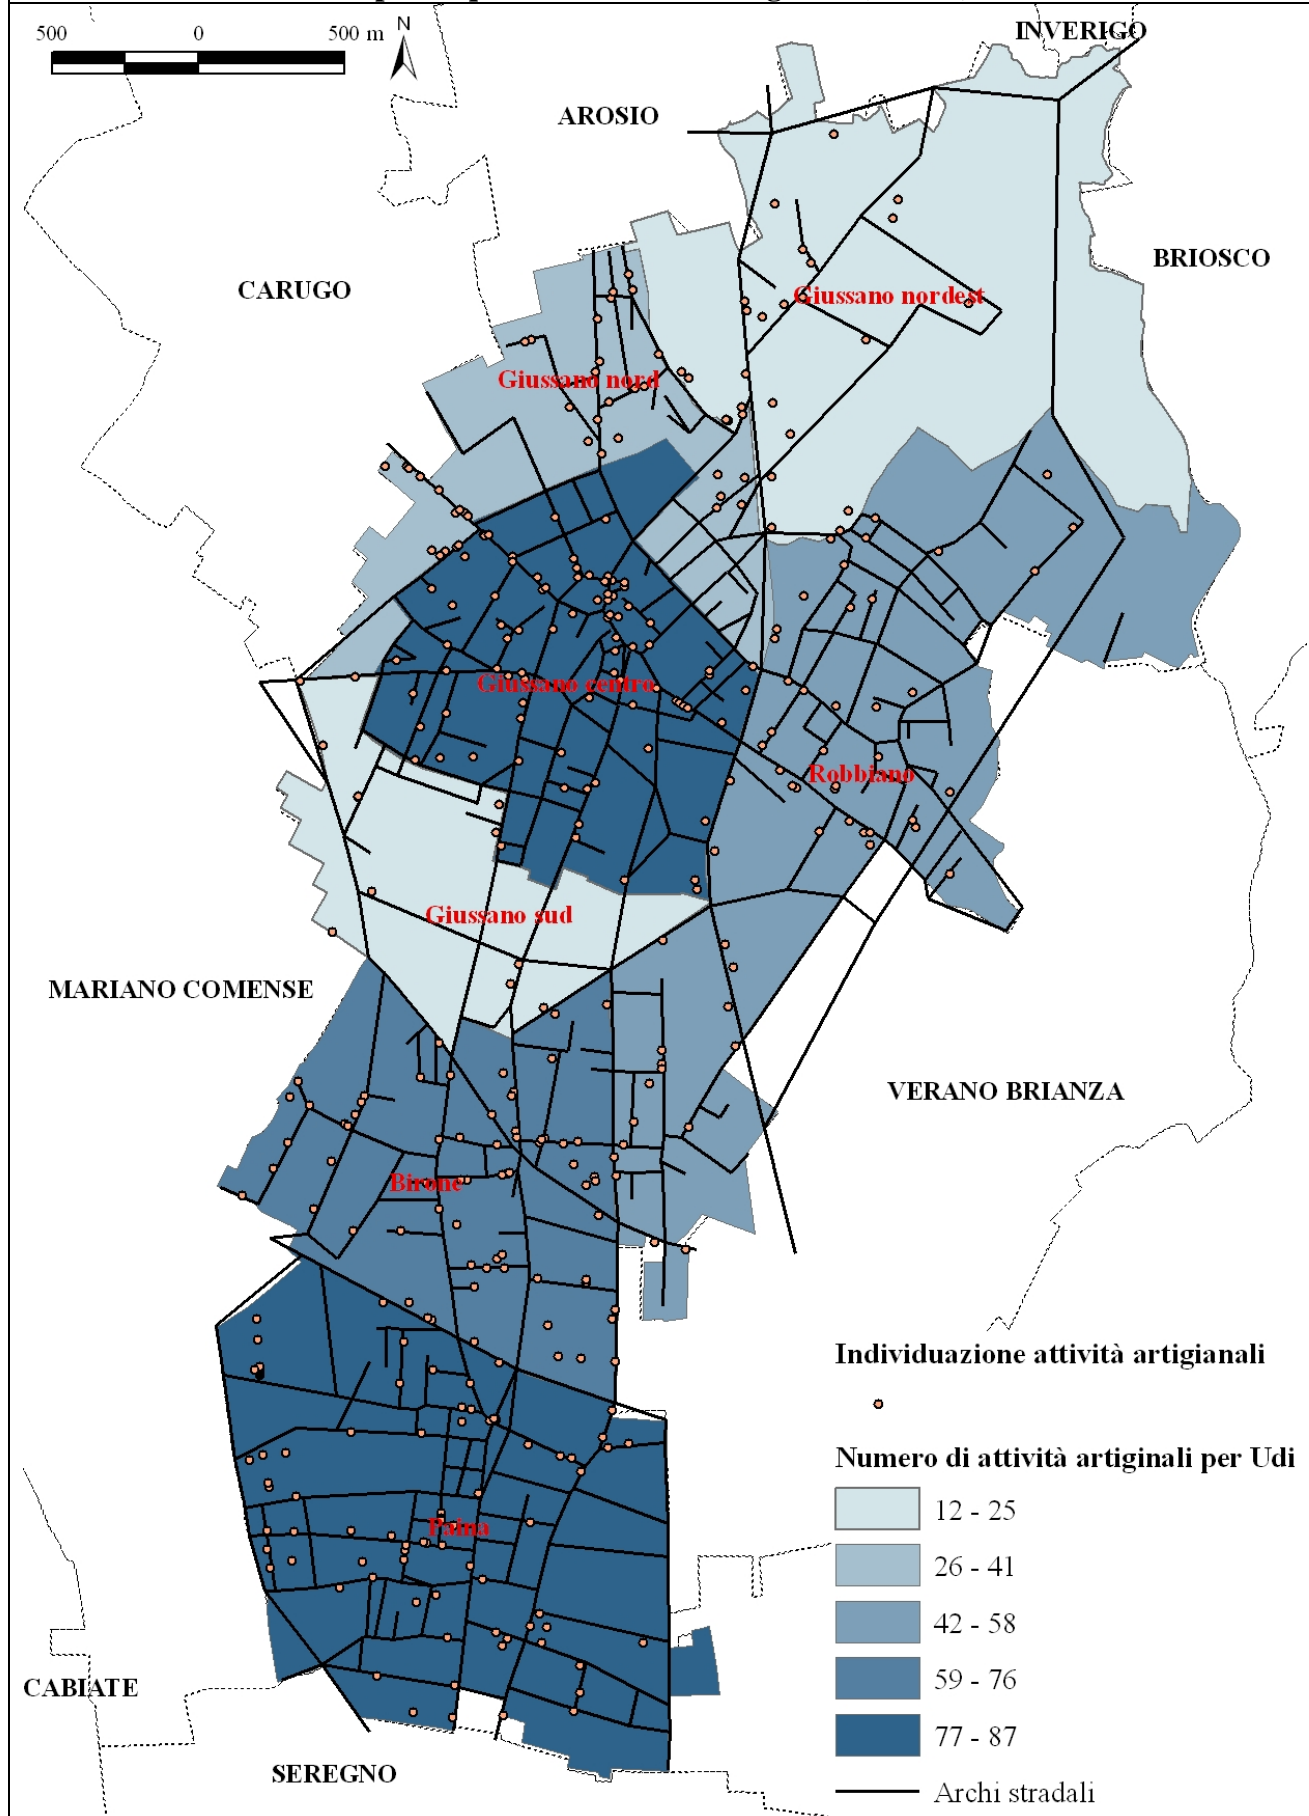 500 0 500 m N
INVERIGO
AROSIO
BRIOSCO
CARUGO
Giussano nordest
Giussano nord
Giussano centro
Robbiano
Giussano sud
MARIANO COMENSE
VERANO BRIANZA
Birone
Individuazione attività artigianali
Numero di attività artiginali per Udi
12 - 25
Paina
26 - 41
42 - 58
59 - 76
CABIATE
77 - 87
SEREGNO
Archi stradali